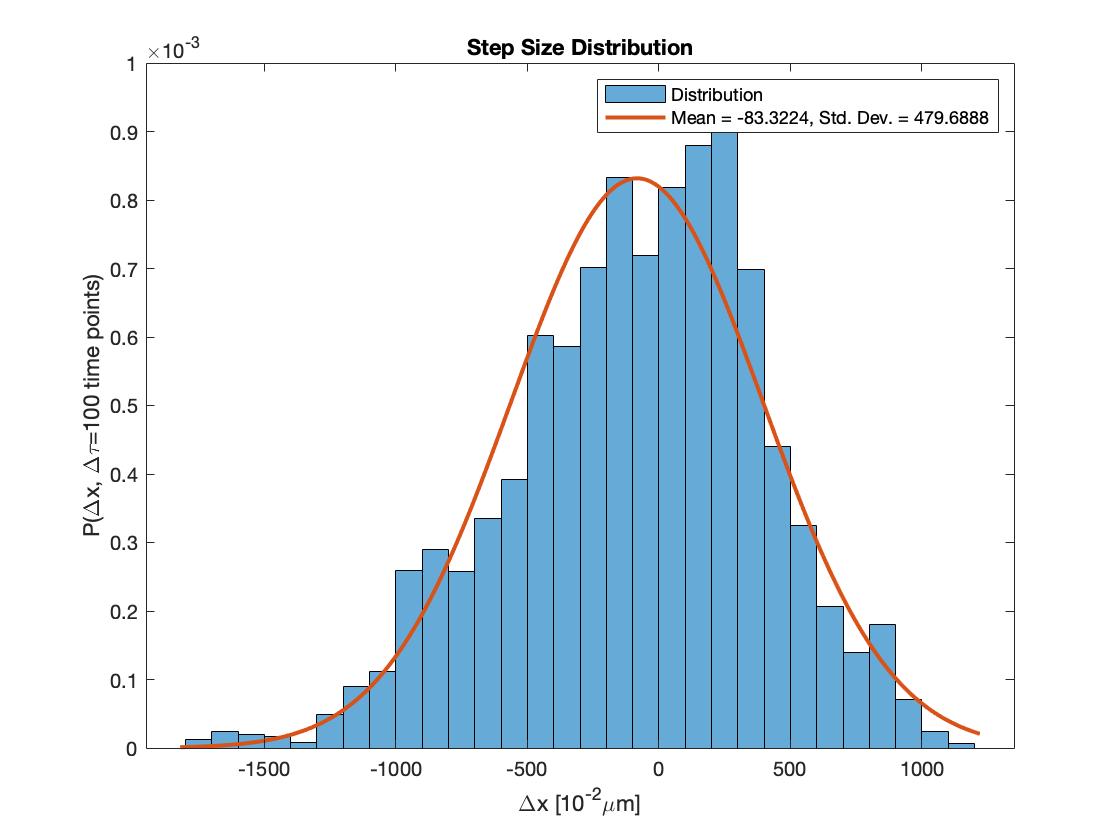 Step Size Distribution
×10⁻³
Distribution
Mean = -83.3224, Std. Dev. = 479.6888
1
0.9
0.8
0.7
0.6
0.5
0.4
0.3
0.2
0.1
0
P(Δx, Δτ=100 time points)
-1500 -1000 -500 0 500 1000
Δx [10⁻²μm]